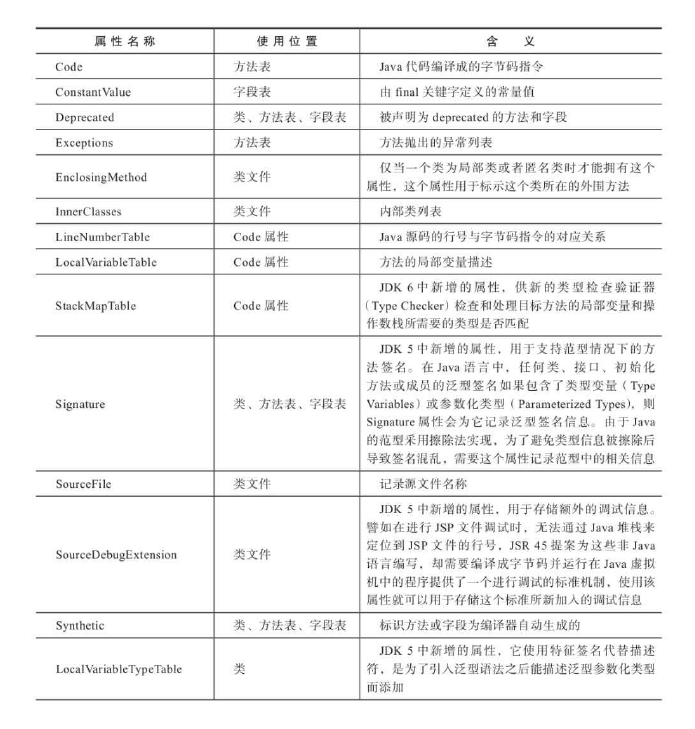 属性名称 使用位置 含 义
Code 方法表 Java 代码编译成的字节码指令
ConstantValue 字段表 由 final 关键字定义的常量值
Deprecated 类、方法表、字段表 被声明为 deprecated 的方法和字段
Exceptions 方法表 方法抛出的异常列表
EnclosingMethod 类文件 仅当一个类为局部类或者匿名类时才能拥有这个
属性，这个属性用于标示这个类所在的外围方法
InnerClasses 类文件 内部类列表
LineNumberTable Code 属性 Java 源码的行号与字节码指令的对应关系
LocalVariableTable Code 属性 方法的局部变量描述
StackMapTable Code 属性 JDK 6 中新增的属性，供新的类型检查验证器
（Type Checker）检查和处理目标方法的局部变量和操
作数栈所需要的类型是否匹配
Signature 类、方法表、字段表 JDK 5 中新增的属性，用于支持范型情况下的方
法签名。在 Java 语言中，任何类、接口、初始化
方法或成员的泛型签名如果包含了类型变量（Type
Variables）或参数化类型（Parameterized Types），则
Signature 属性会为它记录泛型签名信息。由于 Java
的范型采用擦除法实现，为了避免类型信息被擦除后
导致签名混乱，需要这个属性记录范型中的相关信息
SourceFile 类文件 记录源文件名称
SourceDebugExtension 类文件 JDK 5 中新增的属性，用于存储额外的调试信息。
譬如在进行 JSP 文件调试时，无法通过 Java 堆栈来
定位到 JSP 文件的行号，JSR 45 提案为这些非 Java
语言编写，却需要编译成字节码并运行在 Java 虚拟
机中的程序提供了一个进行调试的标准机制，使用该
属性就可以用于存储这个标准所新加入的调试信息
Synthetic 类、方法表、字段表 标识方法或字段为编译器自动生成的
LocalVariableTypeTable 类 JDK 5 中新增的属性，它使用特征签名代替描述
符，是为了引入泛型语法之后能描述泛型参数化类型
而添加